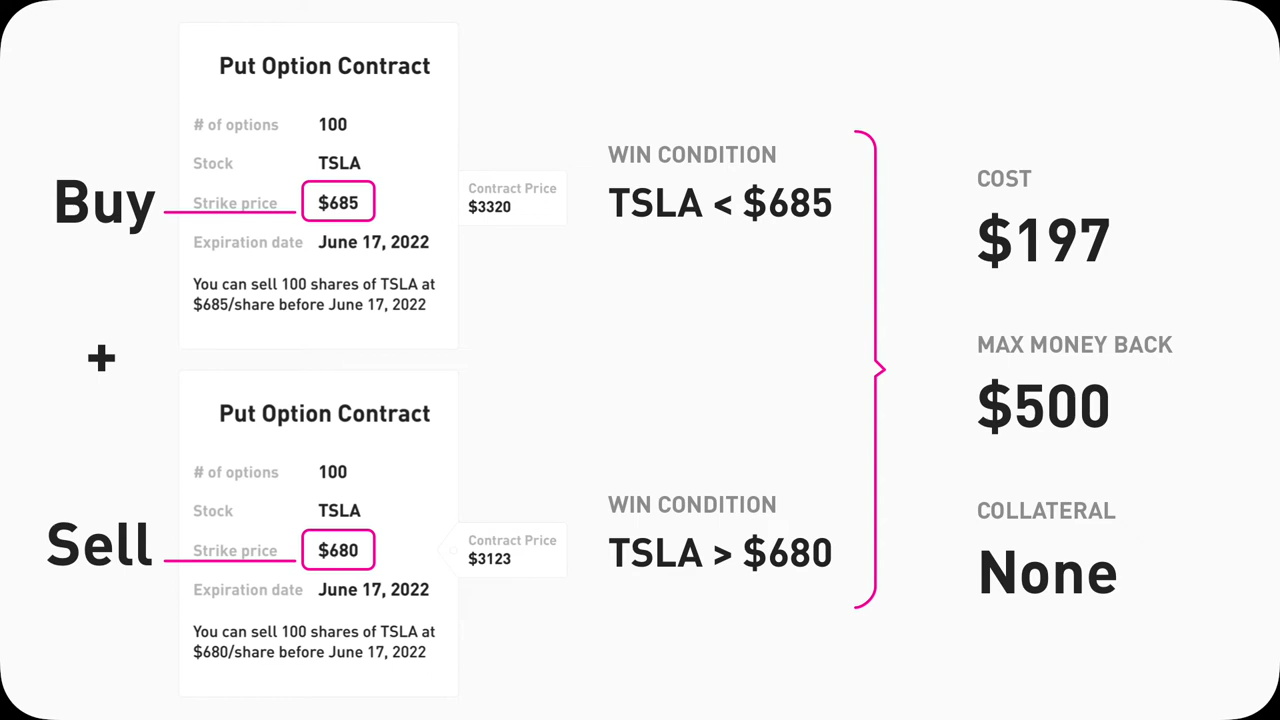 Buy
Put Option Contract
# of options 100
Stock TSLA
Strike price $685
Expiration date June 17, 2022
You can sell 100 shares of TSLA at
$685/share before June 17, 2022
Contract Price
$3320
WIN CONDITION
TSLA < $685
+
Sell
Put Option Contract
# of options 100
Stock TSLA
Strike price $680
Expiration date June 17, 2022
You can sell 100 shares of TSLA at
$680/share before June 17, 2022
Contract Price
$3123
WIN CONDITION
TSLA > $680
COST
$197
MAX MONEY BACK
$500
COLLATERAL
None